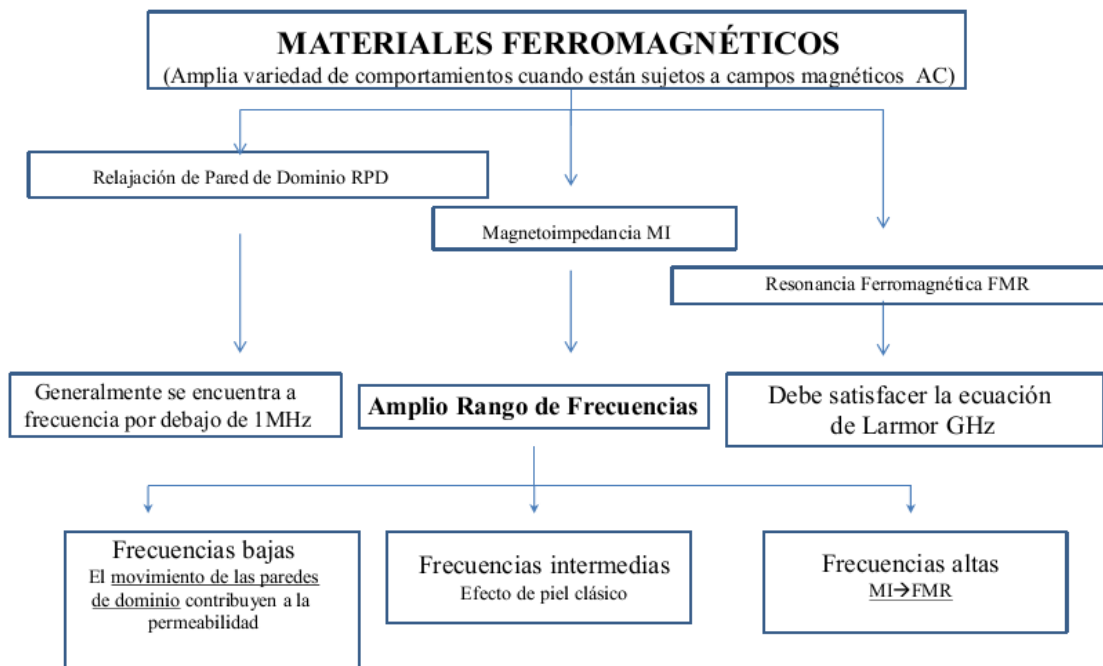 MATERIALES FERROMAGNÉTICOS
(Amplia variedad de comportamientos cuando están sujetos a campos magnéticos AC)
Relajación de Pared de Dominio RPD
Magnetoimpedancia MI
Resonancia Ferromagnética FMR
Generalmente se encuentra a
frecuencia por debajo de 1MHz
Amplio Rango de Frecuencias
Debe satisfacer la ecuación
de Larmor GHz
Frecuencias bajas
El movimiento de las paredes
de dominio contribuyen a la
permeabilidad
Frecuencias intermedias
Efecto de piel clásico
Frecuencias altas
MI→FMR